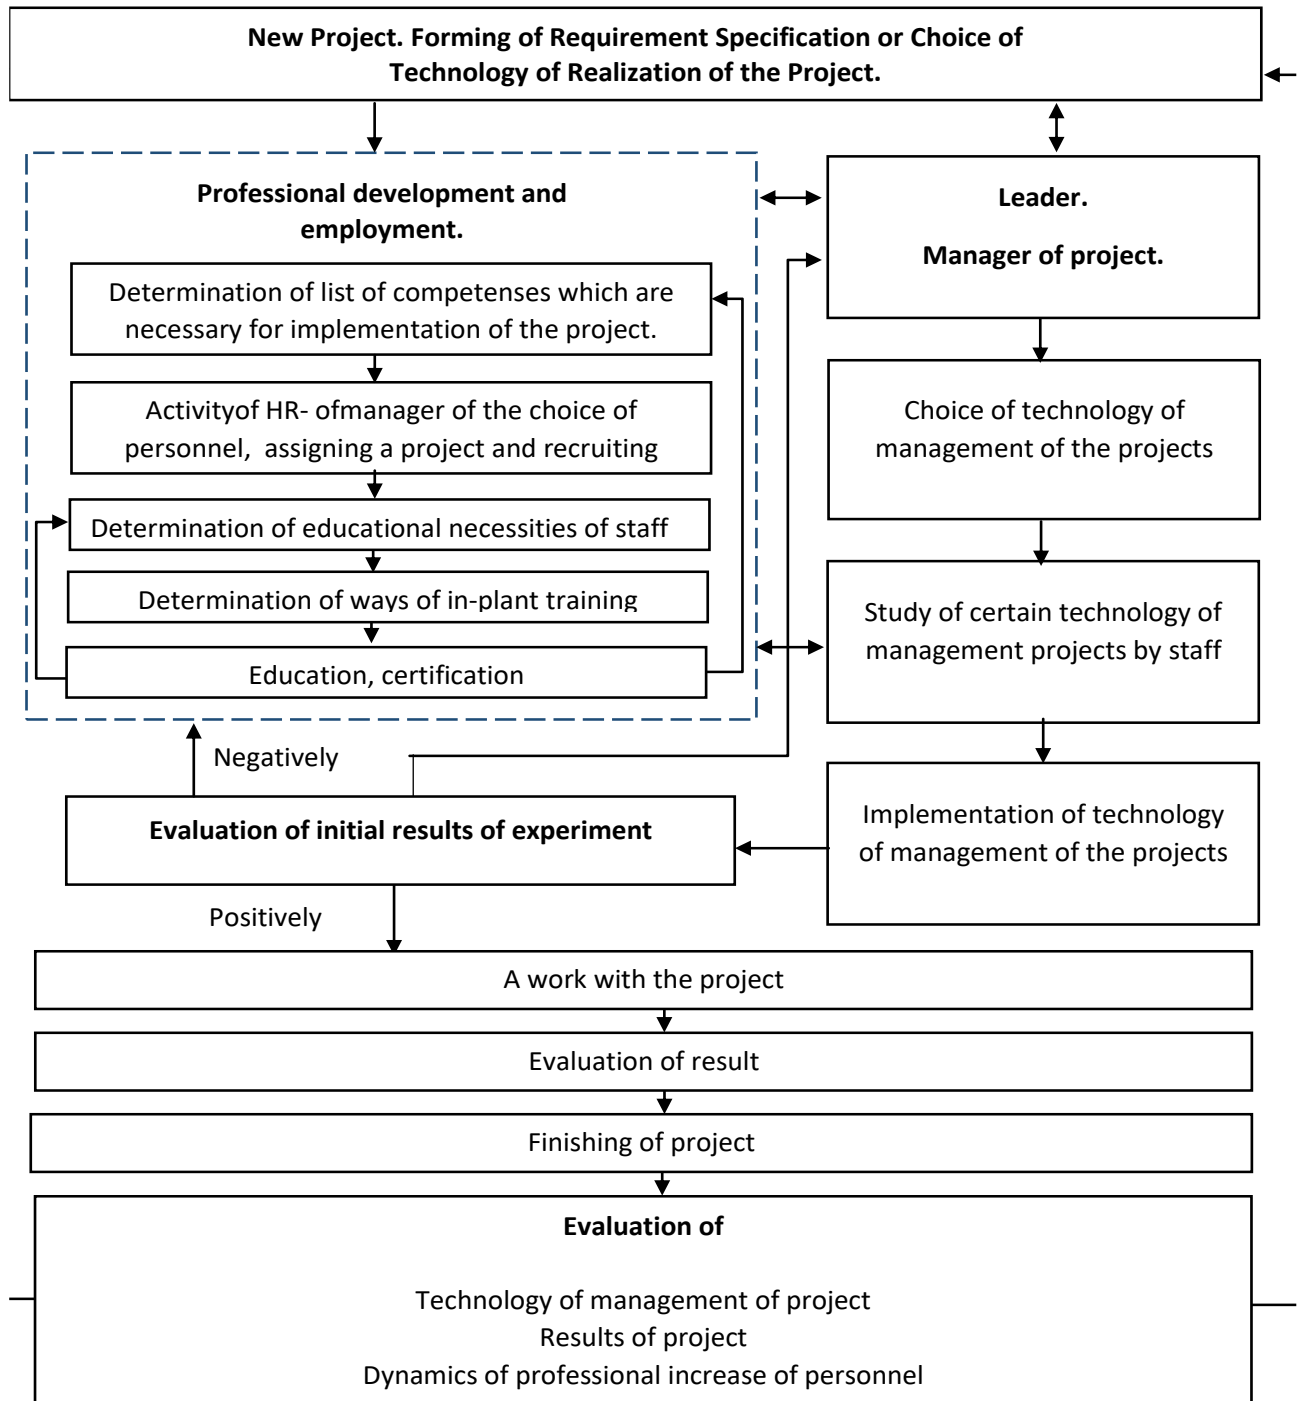 New Project. Forming of Requirement Specification or Choice of
Technology of Realization of the Project.
Professional development and
employment.
Determination of list of competenses which are
necessary for implementation of the project.
Activityof HR- ofmanager of the choice of
personnel, assigning a project and recruiting
Determination of educational necessities of staff
Determination of ways of in-plant training
Education, certification
Leader.
Manager of project.
Choice of technology of
management of the projects
Study of certain technology of
management projects by staff
Implementation of technology
of management of the projects
Negatively
Evaluation of initial results of experiment
Positively
A work with the project
Evaluation of result
Finishing of project
Evaluation of
Technology of management of project
Results of project
Dynamics of professional increase of personnel